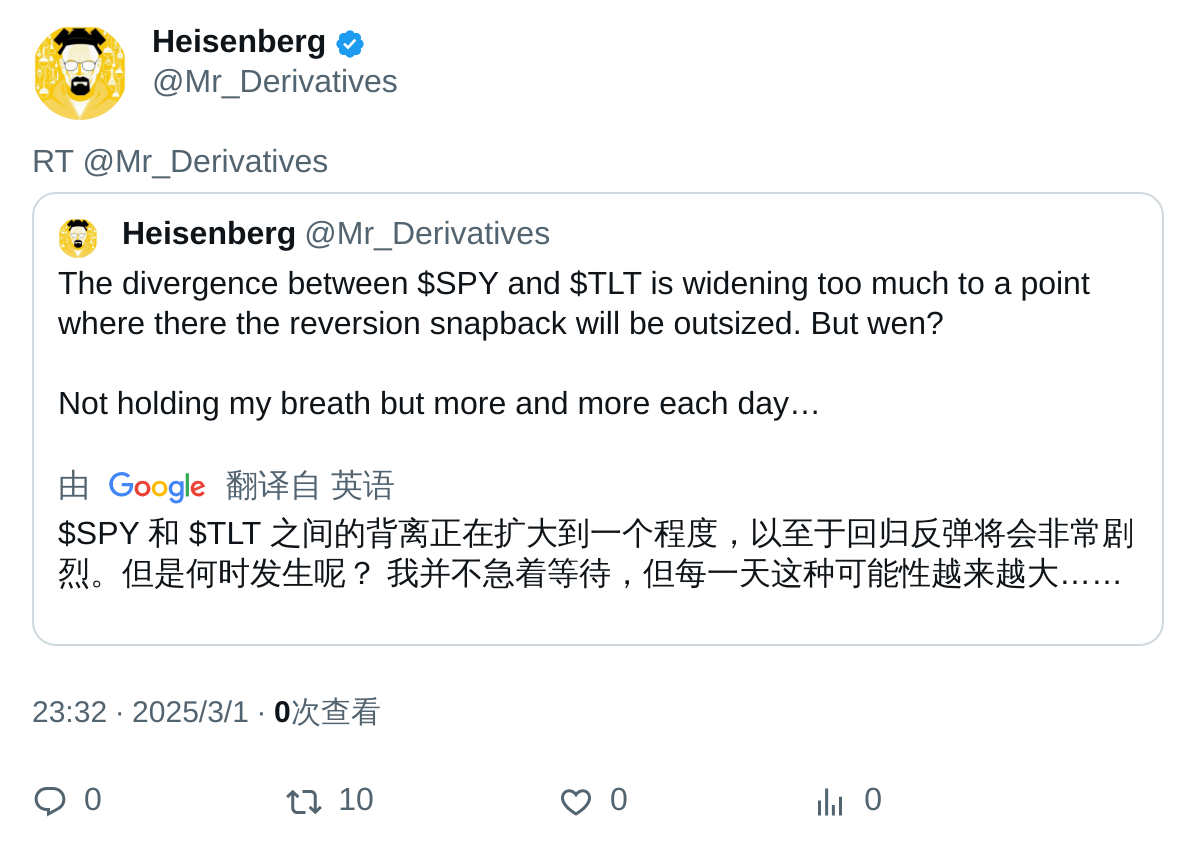 Heisenberg
@Mr_Derivatives
RT @Mr_Derivatives
Heisenberg @Mr_Derivatives
The divergence between $SPY and $TLT is widening too much to a point
where there the reversion snapback will be outsized. But wen?
Not holding my breath but more and more each day…
由 Google 翻译自 英语
$SPY 和 $TLT 之间的背离正在扩大到一个程度，以至于回归反弹将会非常剧
烈。但是何时发生呢？ 我并不急着等待，但每一天这种可能性越来越大……
23:32 · 2025/3/1 · 0次查看
0 10 0 0